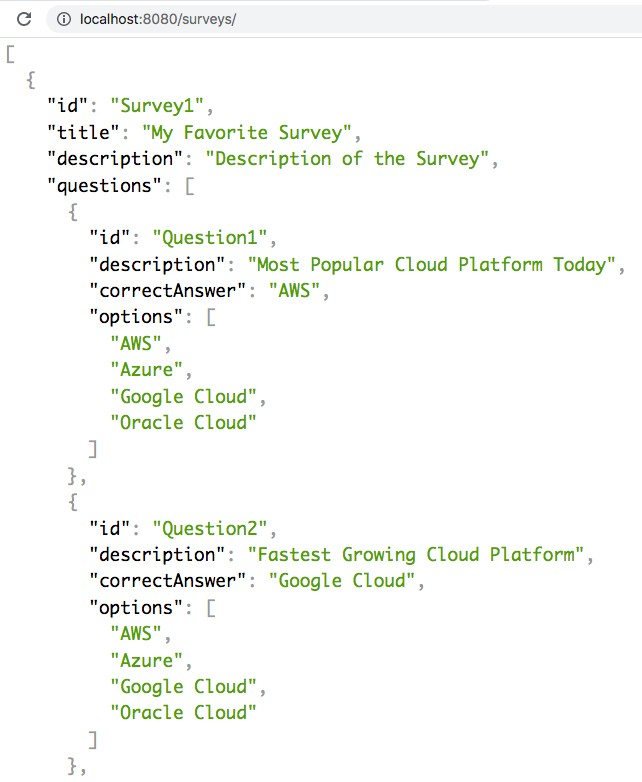 localhost:8080/surveys/
[
{
"id": "Survey1",
"title": "My Favorite Survey",
"description": "Description of the Survey",
"questions": [
{
"id": "Question1",
"description": "Most Popular Cloud Platform Today",
"correctAnswer": "AWS",
"options": [
"AWS",
"Azure",
"Google Cloud",
"Oracle Cloud"
]
},
{
"id": "Question2",
"description": "Fastest Growing Cloud Platform",
"correctAnswer": "Google Cloud",
"options": [
"AWS",
"Azure",
"Google Cloud",
"Oracle Cloud"
]
},